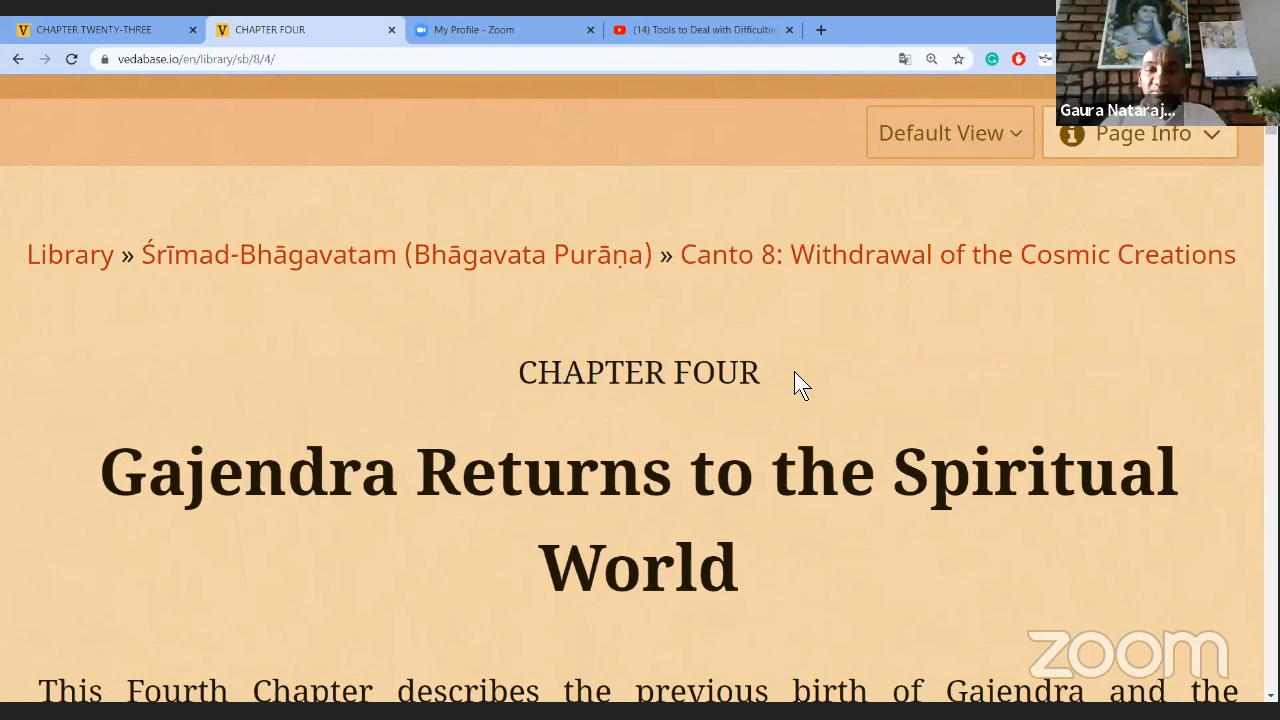 CHAPTER TWENTY-THREE
CHAPTER FOUR
My Profile - Zoom
(14) Tools to Deal with Difficultie
vedabase.io/en/library/sb/8/4/
Gaura Nataraj...
Default View
Page Info
Library » Śrīmad-Bhāgavatam (Bhāgavata Purāṇa) » Canto 8: Withdrawal of the Cosmic Creations
CHAPTER FOUR
Gajendra Returns to the Spiritual
World
zoom
This Fourth Chapter describes the previous birth of Gajendra and the